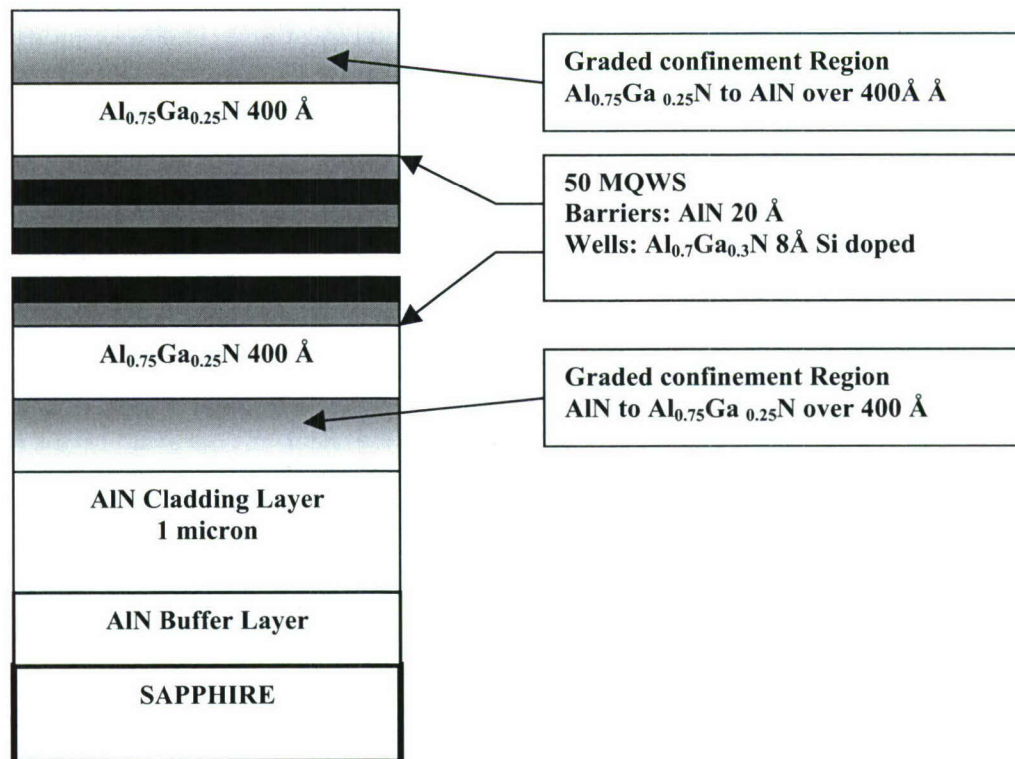 Graded confinement Region
Al0.75Ga 0.25N to AlN over 400Å Å
Al0.75Ga0.25N 400 Å
50 MQWS
Barriers: AlN 20 Å
Wells: Al0.7Ga0.3N 8Å Si doped
Al0.75Ga0.25N 400 Å
Graded confinement Region
AlN to Al0.75Ga 0.25N over 400 Å
AlN Cladding Layer
1 micron
AlN Buffer Layer
SAPPHIRE